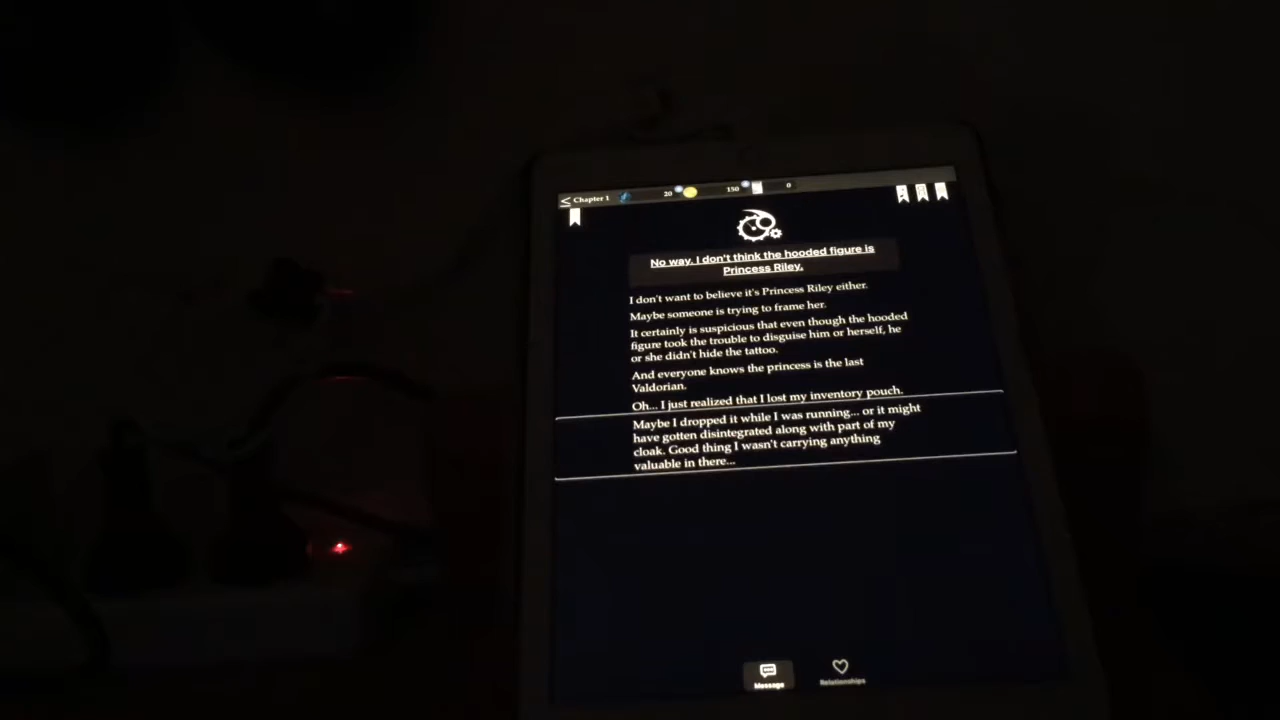 < Chapter 1 20 150 0
No way. I don't think the hooded figure is
Princess Riley.
I don't want to believe it's Princess Riley either.
Maybe someone is trying to frame her.
It certainly is suspicious that even though the hooded
figure took the trouble to disguise him or herself, he
or she didn't hide the tattoo.
And everyone knows the princess is the last
Valdorian.
Oh... I just realized that I lost my inventory pouch.
Maybe I dropped it while I was running... or it might
have gotten disintegrated along with part of my
cloak. Good thing I wasn't carrying anything
valuable in there...
Message Relationships